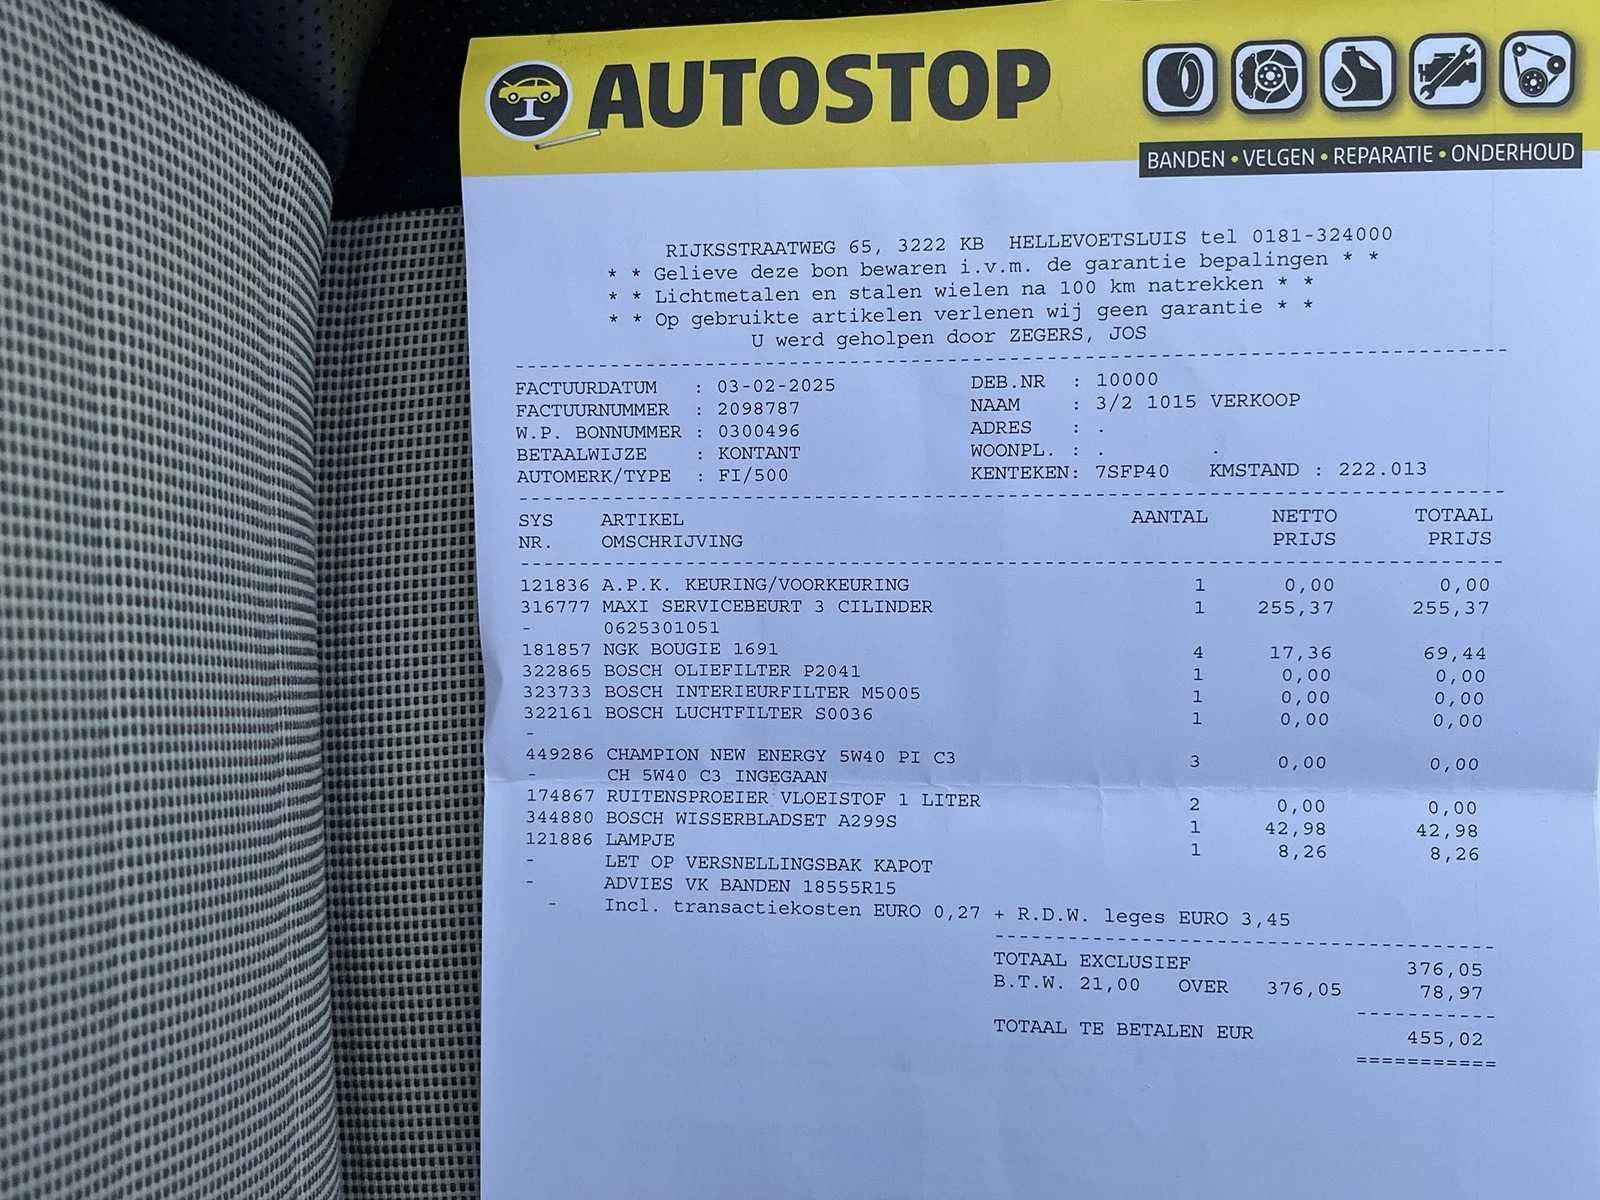 AUTOSTOP
BANDEN • VELGEN • REPARATIE • ONDERHOUD
RIJKSSTRAATWEG 65, 3222 KB HELLEVOETSLUIS tel 0181-324000
* * Gelieve deze bon bewaren i.v.m. de garantie bepalingen * *
* * Lichtmetalen en stalen wielen na 100 km natrekken * *
* * Op gebruikte artikelen verlenen wij geen garantie * *
U werd geholpen door ZEGERS, JOS
FACTUURDATUM : 03-02-2025 DEB.NR : 10000
FACTUURNUMMER : 2098787 NAAM : 3/2 1015 VERKOOP
W.P. BONNUMMER : 0300496 ADRES : .
BETAALWIJZE : KONTANT WOONPL. : . .
AUTOMERK/TYPE : FI/500 KENTEKEN: 7SFP40 KMSTAND : 222.013
SYS ARTIKEL AANTAL NETTO TOTAAL
NR. OMSCHRIJVING PRIJS PRIJS
121836 A.P.K. KEURING/VOORKEURING 1 0,00 0,00
316777 MAXI SERVICEBEURT 3 CILINDER 1 255,37 255,37
- 0625301051
181857 NGK BOUGIE 1691 4 17,36 69,44
322865 BOSCH OLIEFILTER P2041 1 0,00 0,00
323733 BOSCH INTERIEURFILTER M5005 1 0,00 0,00
322161 BOSCH LUCHTFILTER S0036 1 0,00 0,00
-
449286 CHAMPION NEW ENERGY 5W40 PI C3 3 0,00 0,00
- CH 5W40 C3 INGEGAAN
174867 RUITENSPROEIER VLOEISTOF 1 LITER 2 0,00 0,00
344880 BOSCH WISSERBLADSET A299S 1 42,98 42,98
121886 LAMPJE 1 8,26 8,26
- LET OP VERSNELLINGSBAK KAPOT
- ADVIES VK BANDEN 18555R15
- Incl. transactiekosten EURO 0,27 + R.D.W. leges EURO 3,45
TOTAAL EXCLUSIEF 376,05
B.T.W. 21,00 OVER 376,05 78,97
TOTAAL TE BETALEN EUR 455,02